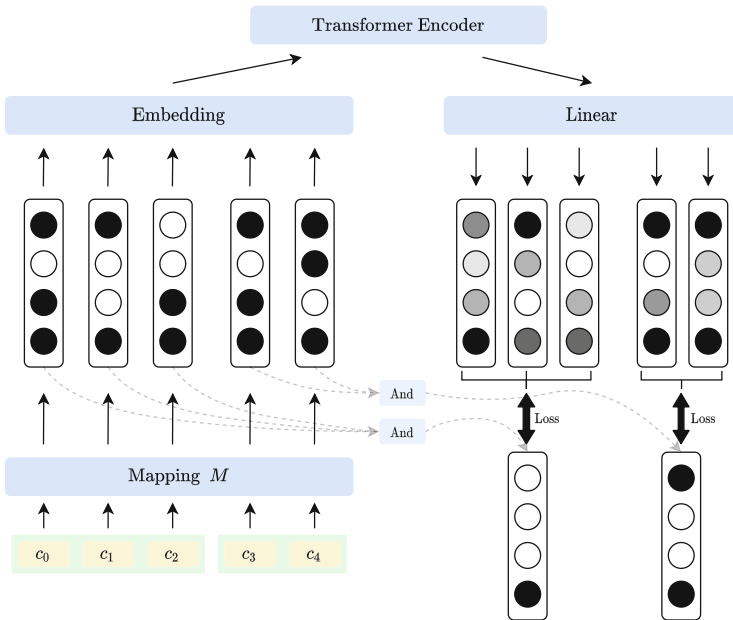 Transformer Encoder
Embedding
Linear
And
Loss
Loss
And
Mapping M
c0 c1 c2 c3 c4